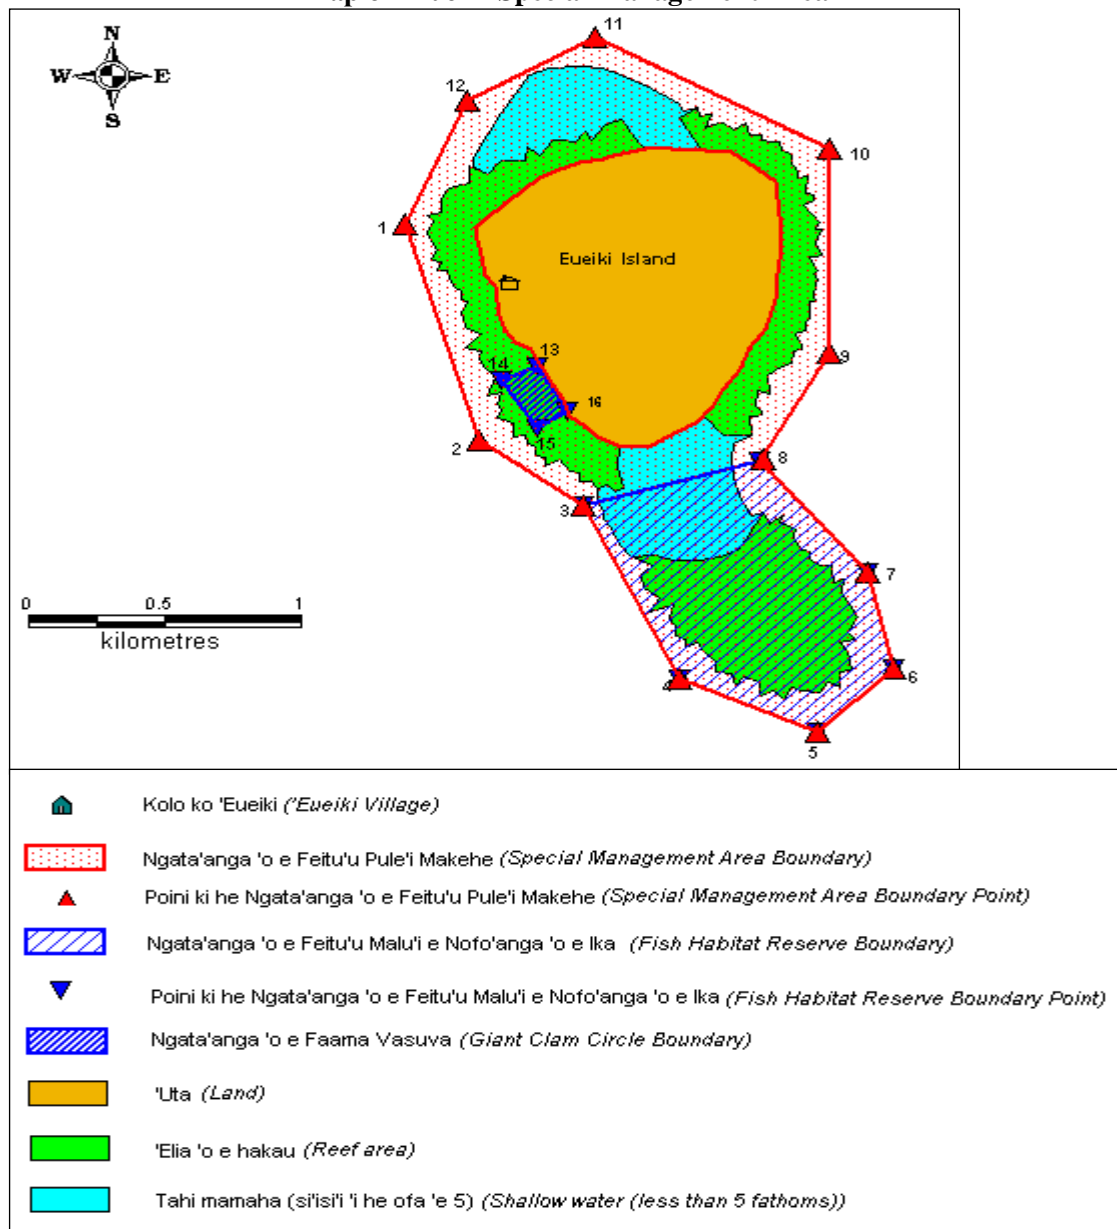 N
W E
S
11
12
10
1
Eueiki Island
13
9
14
16
15
2
8
3
7
0 0.5 1
kilometres
4
6
5
Kolo ko 'Eueiki ('Eueiki Village)
Ngata'anga 'o e Feitu'u Pule'i Makehe (Special Management Area Boundary)
Poini ki he Ngata'anga 'o e Feitu'u Pule'i Makehe (Special Management Area Boundary Point)
Ngata'anga 'o e Feitu'u Malu'i e Nofo'anga 'o e Ika (Fish Habitat Reserve Boundary)
Poini ki he Ngata'anga 'o e Feitu'u Malu'i e Nofo'anga 'o e Ika (Fish Habitat Reserve Boundary Point)
Ngata'anga 'o e Faama Vasuva (Giant Clam Circle Boundary)
'Uta (Land)
'Elia 'o e hakau (Reef area)
Tahi mamaha (si'isi'i 'i he ofa 'e 5) (Shallow water (less than 5 fathoms))